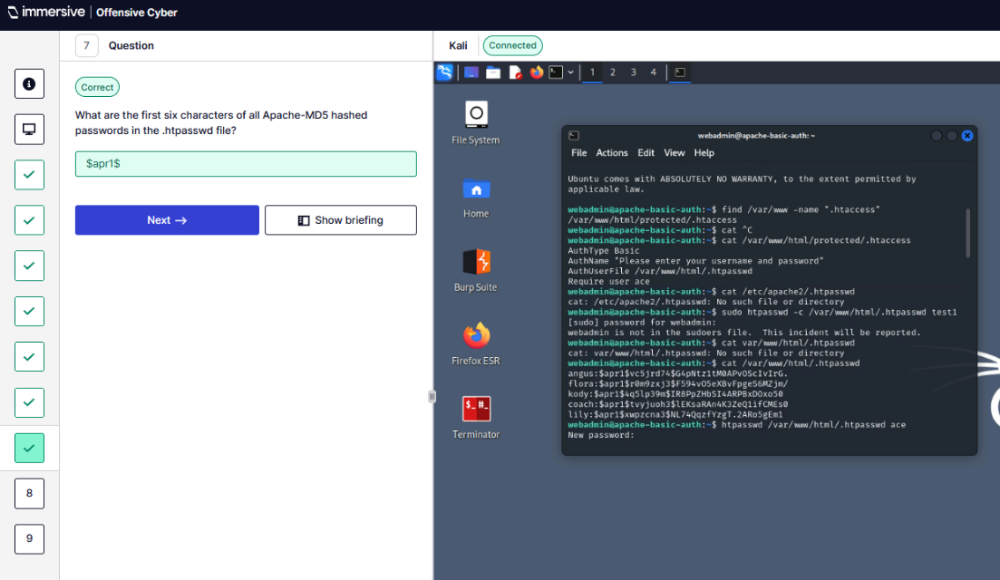 immersive | Offensive Cyber
7 Question
Correct
What are the first six characters of all Apache-MD5 hashed
passwords in the .htpasswd file?
$apr1$
Next →
Show briefing
8
9
Kali
Connected
1 2 3 4
File System
Home
Burp Suite
Firefox ESR
Terminator
webadmin@apache-basic-auth: ~
File Actions Edit View Help
Ubuntu comes with ABSOLUTELY NO WARRANTY, to the extent permitted by
applicable law.
webadmin@apache-basic-auth:~$ find /var/www -name ".htaccess"
/var/www/html/protected/.htaccess
webadmin@apache-basic-auth:~$ cat ^C
webadmin@apache-basic-auth:~$ cat /var/www/html/protected/.htaccess
AuthType Basic
AuthName "Please enter your username and password"
AuthUserFile /var/www/html/.htpasswd
Require user ace
webadmin@apache-basic-auth:~$ cat /etc/apache2/.htpasswd
cat: /etc/apache2/.htpasswd: No such file or directory
webadmin@apache-basic-auth:~$ sudo htpasswd -c /var/www/html/.htpasswd test1
[sudo] password for webadmin:
webadmin is not in the sudoers file. This incident will be reported.
webadmin@apache-basic-auth:~$ cat var/www/html/.htpasswd
cat: var/www/html/.htpasswd: No such file or directory
webadmin@apache-basic-auth:~$ cat /var/www/html/.htpasswd
angus:$apr1$vc5jrd74$G4pNtz1tM0APvOScIvIrG.
flora:$apr1$r0m9zxj3$F594vO5eXBvFpgeS6MZjm/
kody:$apr1$4q5lp39m$IR8PpZHbSI4ARPBxDOxo50
coach:$apr1$tvyjuoh3$lEKsaRAn4K3ZeQ1ifCMEs0
lily:$apr1$xwpzcna3$NL74QqzfYzgT.2ARo5gEm1
webadmin@apache-basic-auth:~$ htpasswd /var/www/html/.htpasswd ace
New password: